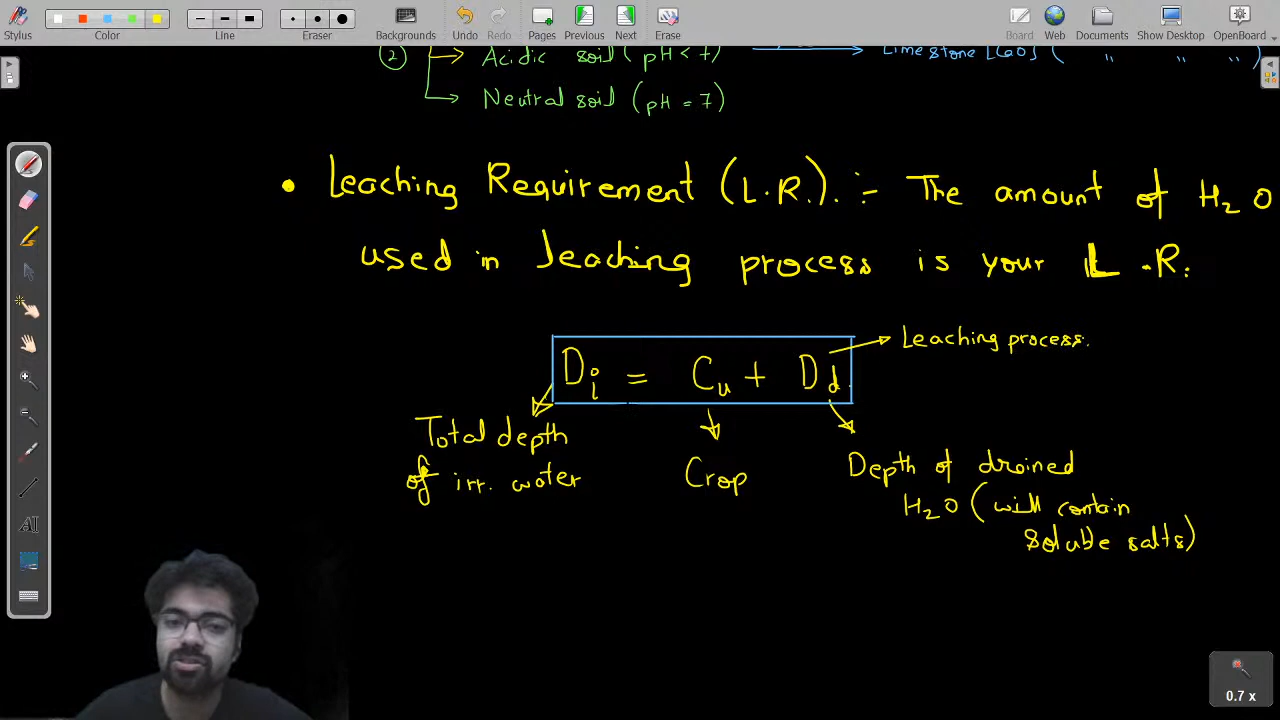 Stylus
Color
Line
Eraser
Backgrounds
Undo
Redo
Pages
Previous
Next
Erase
Board
Web
Documents
Show Desktop
OpenBoard
(2) Acidic soil (pH < 7) Limestone [CaO] ( " " " )
Neutral soil (pH = 7)
• Leaching Requirement (L.R.) :- The amount of H2O
used in leaching process is your L.R.
Di = Cu + Dd
Leaching process.
Total depth
of irr. water
Crop
Depth of drained
H2O (will contain
soluble salts)
AI
0.7 x